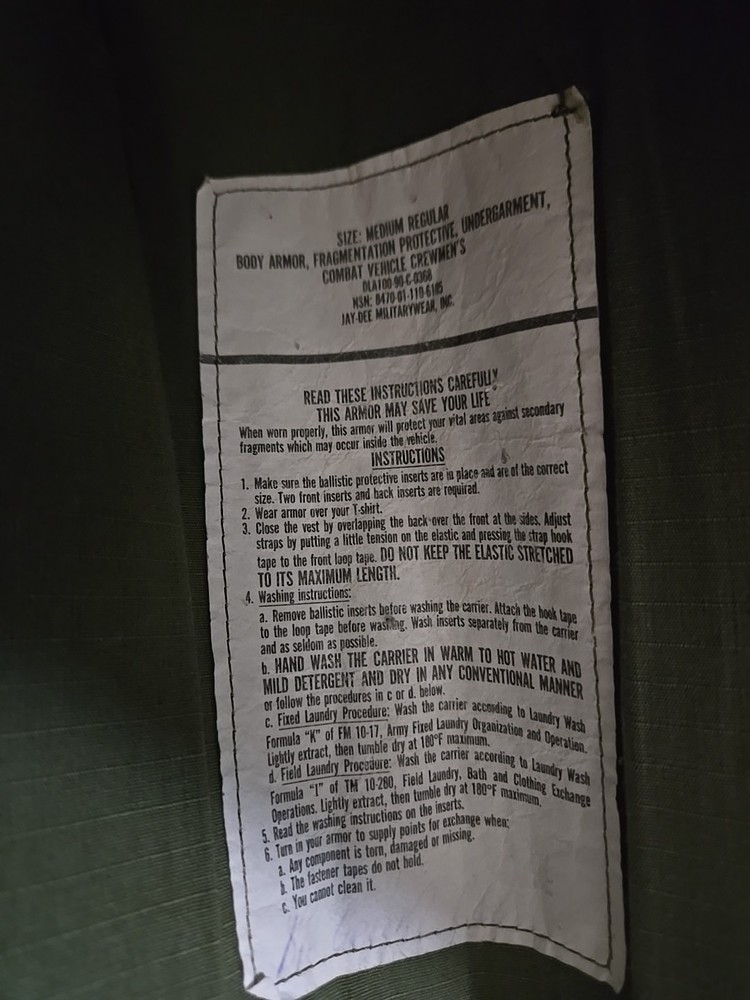 SIZE: MEDIUM REGULAR
BODY ARMOR, FRAGMENTATION PROTECTIVE, UNDERGARMENT,
COMBAT VEHICLE CREWMEN'S
DLA100-90-C-0368
NSN: 8470-01-110-6185
JAY-DEE MILITARYWEAR, INC.
READ THESE INSTRUCTIONS CAREFULLY
THIS ARMOR MAY SAVE YOUR LIFE
When worn properly, this armor will protect your vital areas against secondary
fragments which may occur inside the vehicle.
INSTRUCTIONS
1. Make sure the ballistic protective inserts are in place and are of the correct
size. Two front inserts and back inserts are required.
2. Wear armor over your T-shirt.
3. Close the vest by overlapping the back over the front at the sides. Adjust
straps by putting a little tension on the elastic and pressing the strap hook
tape to the front loop tape. DO NOT KEEP THE ELASTIC STRETCHED
TO ITS MAXIMUM LENGTH.
4. Washing instructions:
a. Remove ballistic inserts before washing the carrier. Attach the hook tape
to the loop tape before washing. Wash inserts separately from the carrier
and as seldom as possible.
b. HAND WASH THE CARRIER IN WARM TO HOT WATER AND
MILD DETERGENT AND DRY IN ANY CONVENTIONAL MANNER
or follow the procedures in c or d. below.
c. Fixed Laundry Procedure: Wash the carrier according to Laundry Wash
Formula "K" of FM 10-17, Army Fixed Laundry Organization and Operation.
Lightly extract, then tumble dry at 180°F maximum.
d. Field Laundry Procedure: Wash the carrier according to Laundry Wash
Formula "I" of TM 10-280, Field Laundry, Bath and Clothing Exchange
Operations. Lightly extract, then tumble dry at 180°F maximum.
5. Read the washing instructions on the inserts.
6. Turn in your armor to supply points for exchange when:
a. Any component is torn, damaged or missing.
b. The fastener tapes do not hold.
c. You cannot clean it.